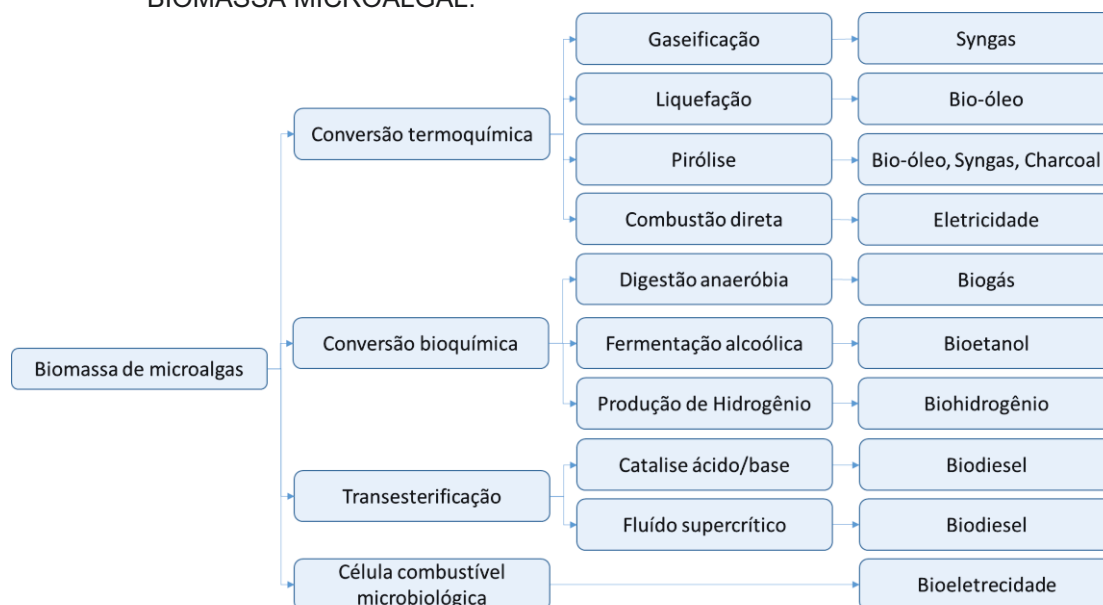 BIOMASSA MICROALGAL.
Gaseificação
Syngas
Liquefação
Bio-óleo
Conversão termoquímica
Pirólise
Bio-óleo, Syngas, Charcoal
Combustão direta
Eletricidade
Digestão anaeróbia
Biogás
Conversão bioquímica
Fermentação alcoólica
Bioetanol
Biomassa de microalgas
Produção de Hidrogênio
Biohidrogênio
Catalise ácido/base
Biodiesel
Transesterificação
Fluído supercrítico
Biodiesel
Célula combustível
microbiológica
Bioeletrecidade